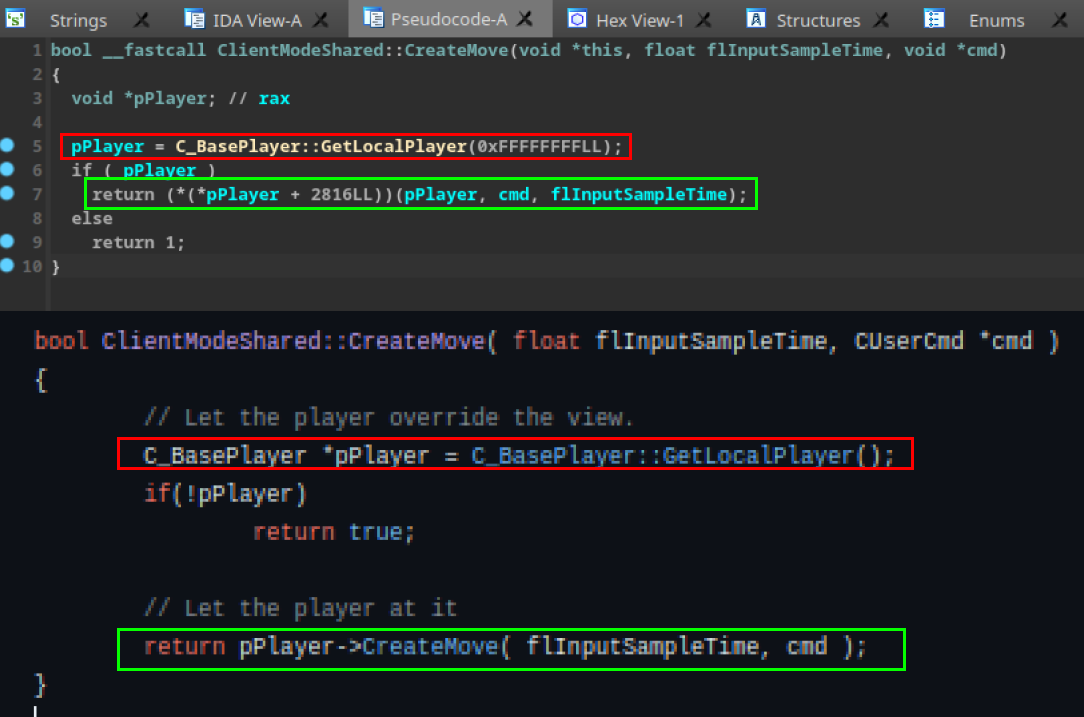 Strings IDA View-A Pseudocode-A Hex View-1 Structures Enums
1 bool __fastcall ClientModeShared::CreateMove(void *this, float flInputSampleTime, void *cmd)
2 {
3 void *pPlayer; // rax
4
5 pPlayer = C_BasePlayer::GetLocalPlayer(0xFFFFFFFFLL);
6 if ( pPlayer )
7 return (*(*pPlayer + 2816LL))(pPlayer, cmd, flInputSampleTime);
8 else
9 return 1;
10 }
bool ClientModeShared::CreateMove( float flInputSampleTime, CUserCmd *cmd )
{
// Let the player override the view.
C_BasePlayer *pPlayer = C_BasePlayer::GetLocalPlayer();
if(!pPlayer)
return true;
// Let the player at it
return pPlayer->CreateMove( flInputSampleTime, cmd );
}